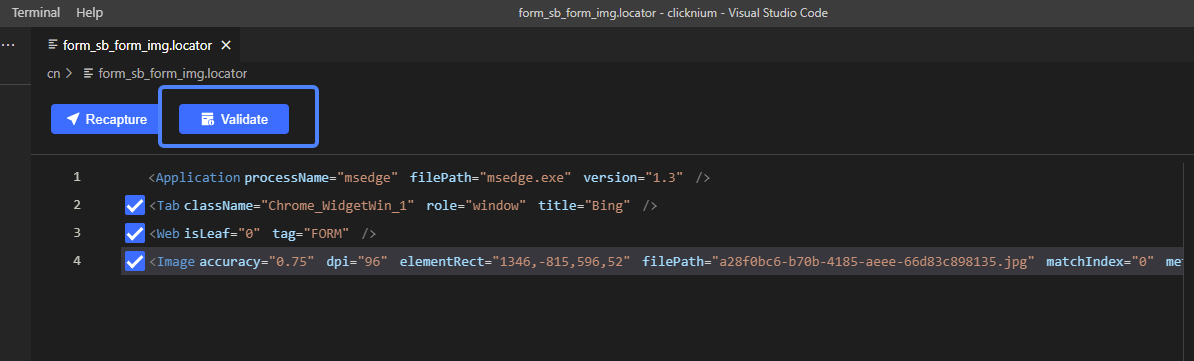 Terminal Help form_sb_form_img.locator - clicknium - Visual Studio Code
··· form_sb_form_img.locator
cn > form_sb_form_img.locator
Recapture Validate
1 <Application processName="msedge" filePath="msedge.exe" version="1.3" />
2 <Tab className="Chrome_WidgetWin_1" role="window" title="Bing" />
3 <Web isLeaf="0" tag="FORM" />
4 <Image accuracy="0.75" dpi="96" elementRect="1346,-815,596,52" filePath="a28f0bc6-b70b-4185-aeee-66d83c898135.jpg" matchIndex="0" met